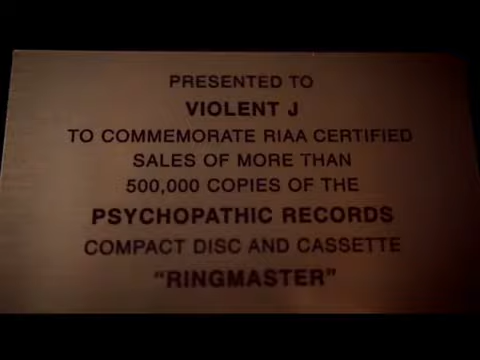 PRESENTED TO
VIOLENT J
TO COMMEMORATE RIAA CERTIFIED
SALES OF MORE THAN
500,000 COPIES OF THE
PSYCHOPATHIC RECORDS
COMPACT DISC AND CASSETTE
"RINGMASTER"